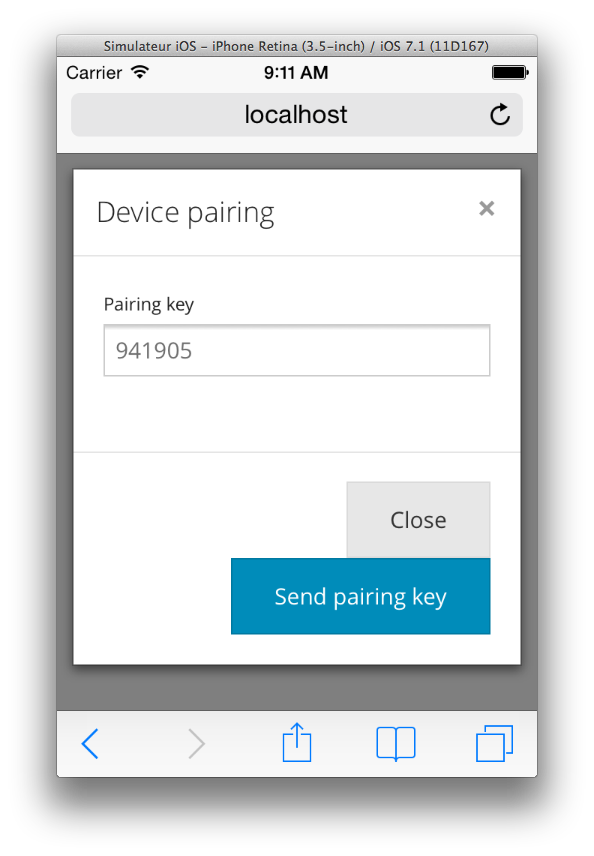 Simulateur iOS – iPhone Retina (3.5-inch) / iOS 7.1 (11D167)
Carrier 9:11 AM
localhost
Device pairing ×
Pairing key
941905
Close
Send pairing key